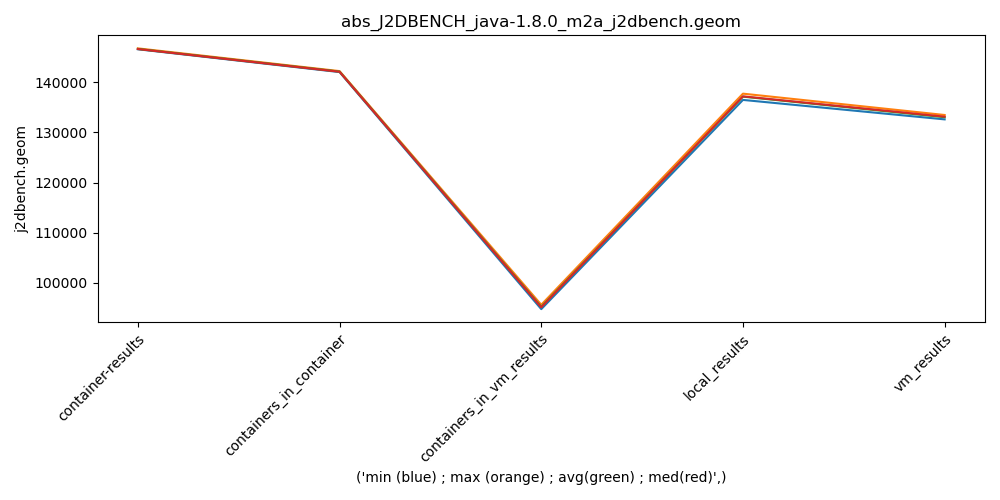 abs_J2DBENCH_java-1.8.0_m2a_j2dbench.geom
j2dbench.geom
140000
130000
120000
110000
100000
container-results
containers_in_container
containers_in_vm_results
local_results
vm_results
('min (blue) ; max (orange) ; avg(green) ; med(red)',)